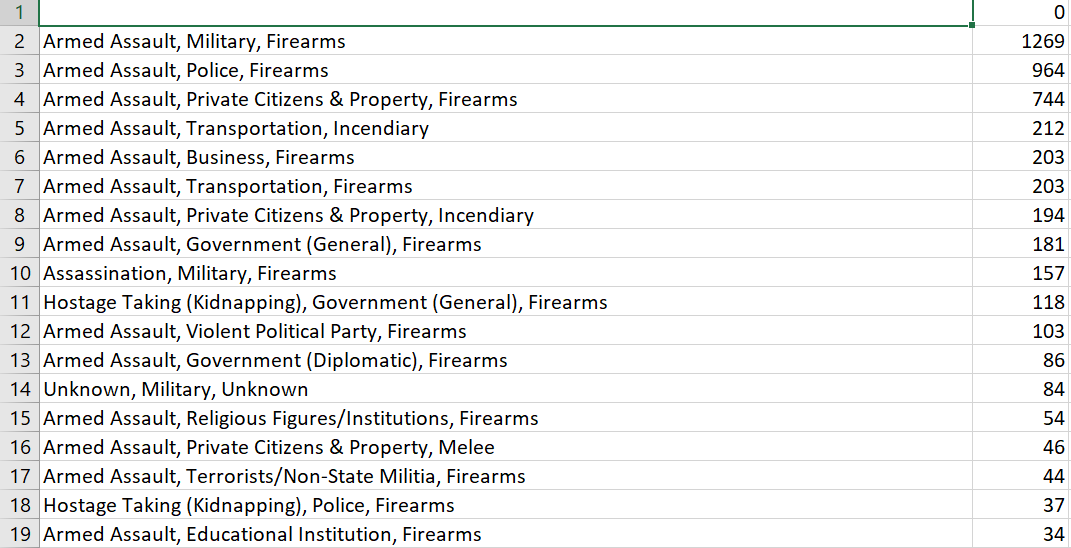 1 0
2 Armed Assault, Military, Firearms 1269
3 Armed Assault, Police, Firearms 964
4 Armed Assault, Private Citizens & Property, Firearms 744
5 Armed Assault, Transportation, Incendiary 212
6 Armed Assault, Business, Firearms 203
7 Armed Assault, Transportation, Firearms 203
8 Armed Assault, Private Citizens & Property, Incendiary 194
9 Armed Assault, Government (General), Firearms 181
10 Assassination, Military, Firearms 157
11 Hostage Taking (Kidnapping), Government (General), Firearms 118
12 Armed Assault, Violent Political Party, Firearms 103
13 Armed Assault, Government (Diplomatic), Firearms 86
14 Unknown, Military, Unknown 84
15 Armed Assault, Religious Figures/Institutions, Firearms 54
16 Armed Assault, Private Citizens & Property, Melee 46
17 Armed Assault, Terrorists/Non-State Militia, Firearms 44
18 Hostage Taking (Kidnapping), Police, Firearms 37
19 Armed Assault, Educational Institution, Firearms 34